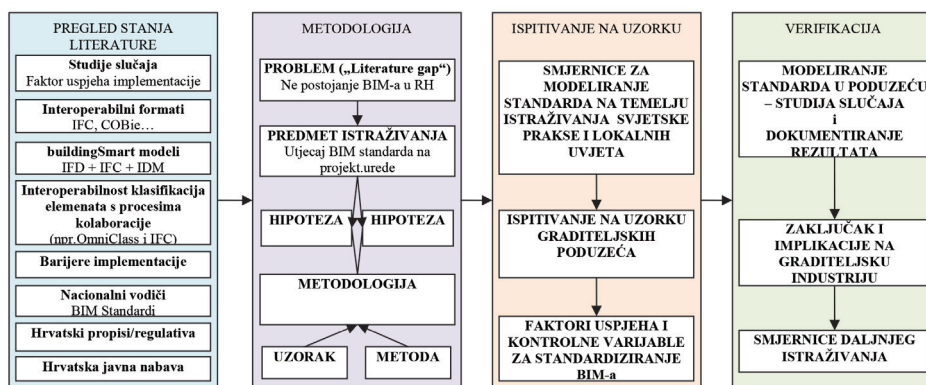 PREGLED STANJA
LITERATURE
Studije slučaja
Faktor uspjeha implementacije
Interoperabilni formati
IFC, COBie…
buildingSmart modeli
IFD + IFC + IDM
Interoperabilnost klasifikacija
elemenata s procesima
kolaboracije
(npr.OmniClass i IFC)
Barijere implementacije
Nacionalni vodiči
BIM Standardi
Hrvatski propisi/regulativa
Hrvatska javna nabava
METODOLOGIJA
PROBLEM („Literature gap“)
Ne postojanje BIM-a u RH
PREDMET ISTRAŽIVANJA
Utjecaj BIM standarda na
projekt.urede
HIPOTEZA
HIPOTEZA
METODOLOGIJA
UZORAK
METODA
ISPITIVANJE NA UZORKU
SMJERNICE ZA
MODELIRANJE
STANDARDA NA TEMELJU
ISTRAŽIVANJA SVJETSKE
PRAKSE I LOKALNIH
UVJETA
ISPITIVANJE NA UZORKU
GRADITELJSKIH
PODUZEĆA
FAKTORI USPJEHA I
KONTROLNE VARIJABLE
ZA STANDARDIZIRANJE
BIM-a
VERIFIKACIJA
MODELIRANJE
STANDARDA U PODUZEĆU
– STUDIJA SLUČAJA
i
DOKUMENTIRANJE
REZULTATA
ZAKLJUČAK I
IMPLIKACIJE NA
GRADITELJSKU
INDUSTRIJU
SMJERNICE DALJNJEG
ISTRAŽIVANJA